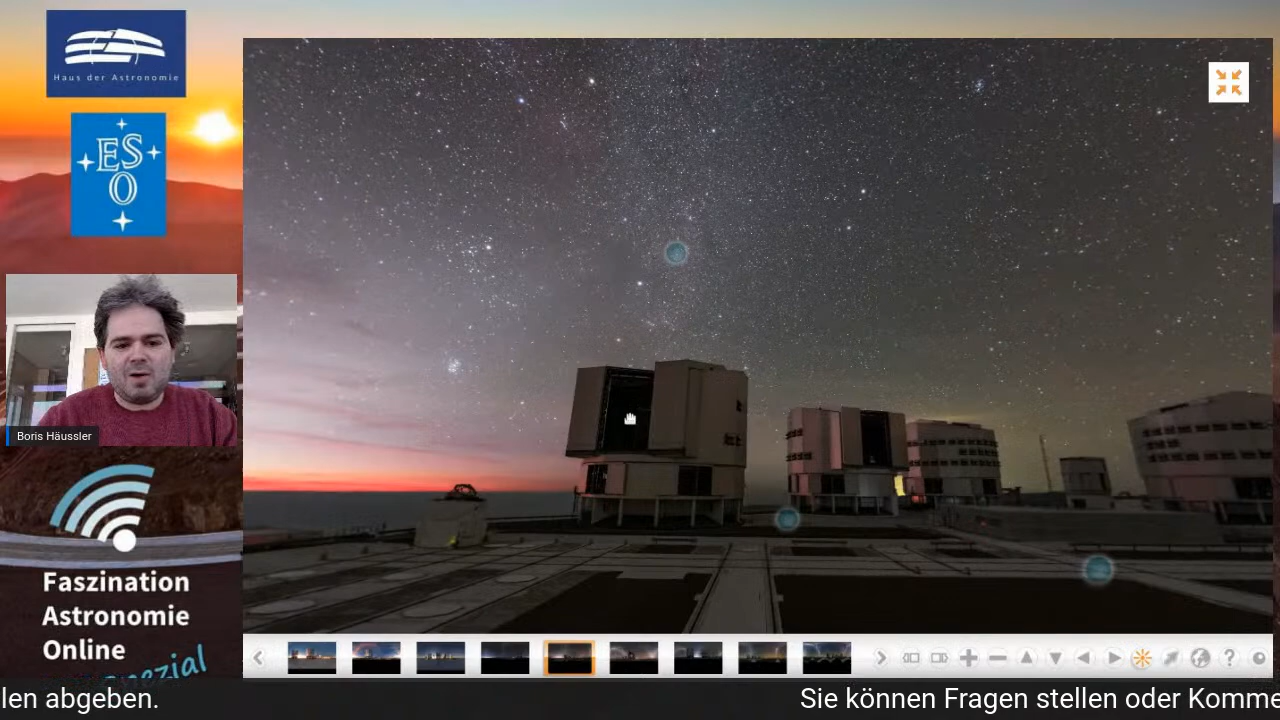 Haus der Astronomie
ES
O
Boris Häussler
Faszination
Astronomie
Online
spezial
len abgeben.
Sie können Fragen stellen oder Komme